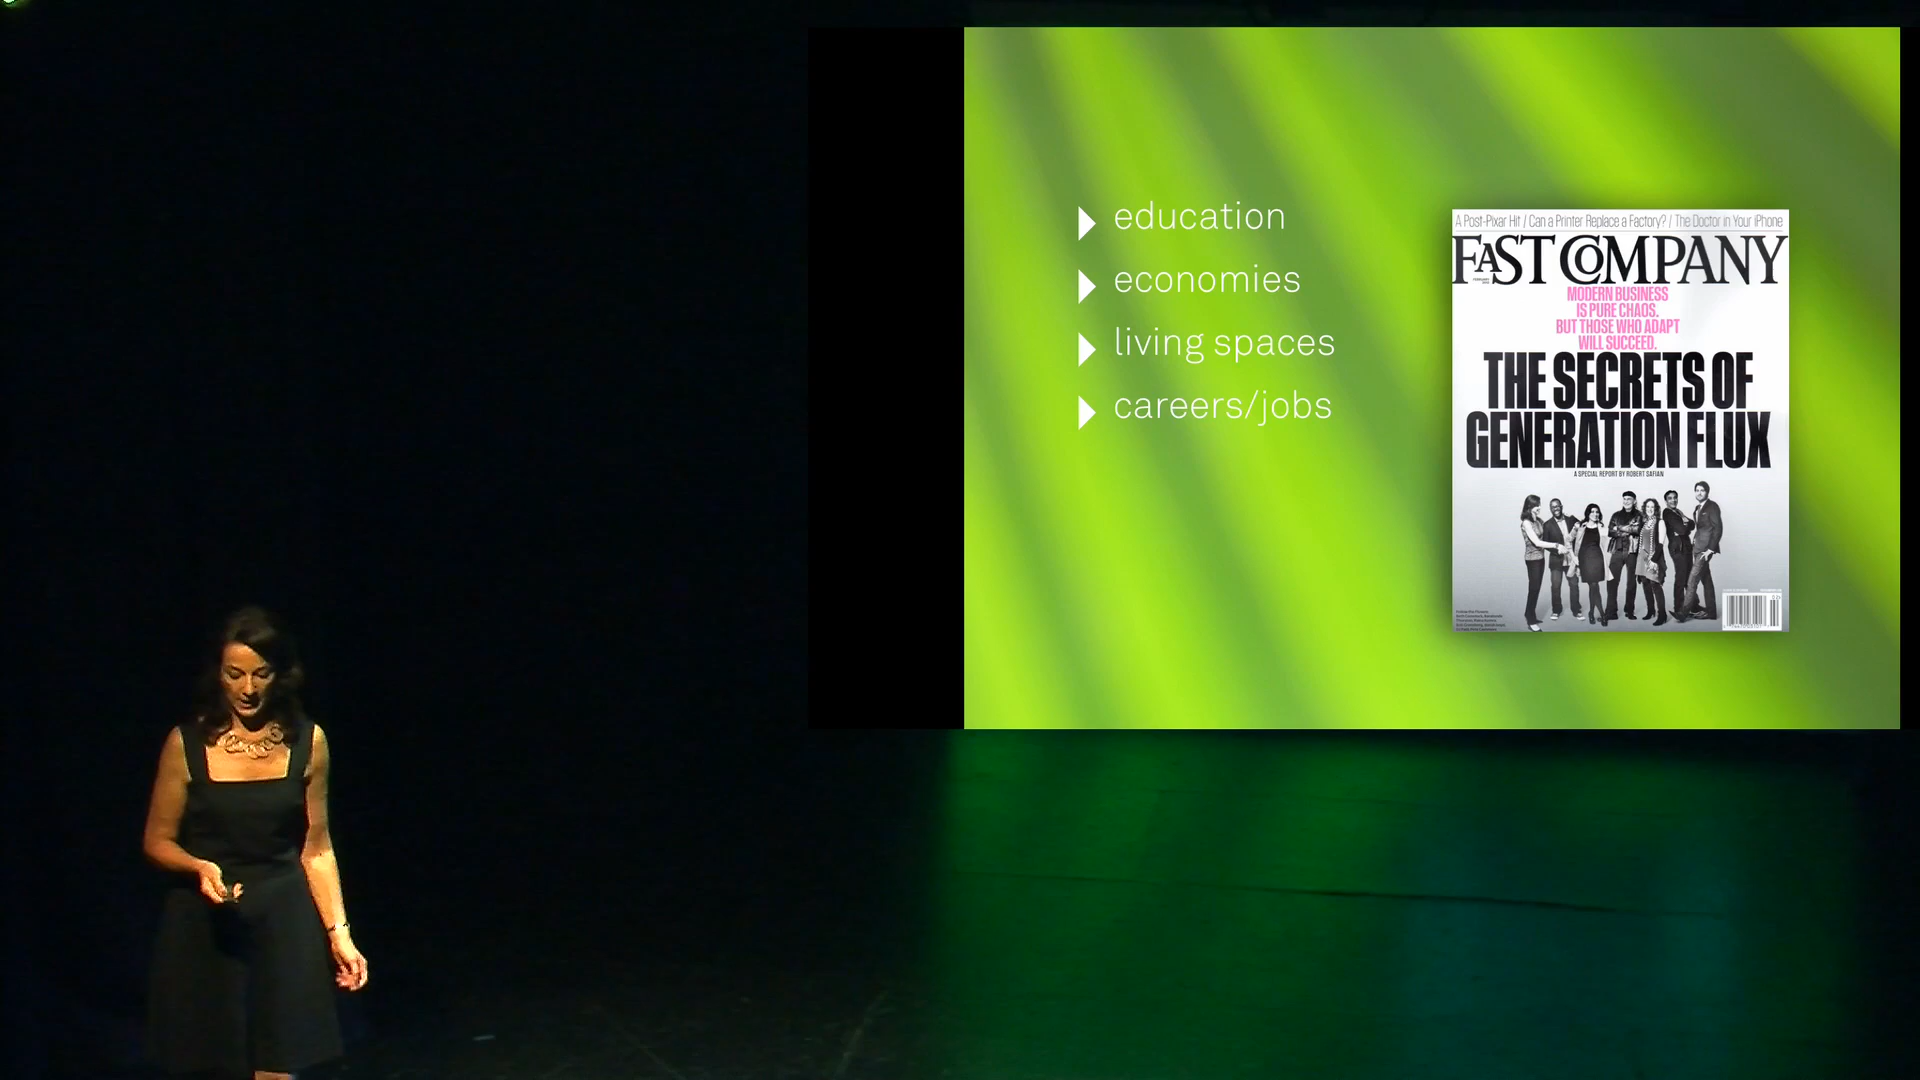 education
economies
living spaces
careers/jobs
A Post-Pixar Hit / Can a Printer Replace a Factory? / The Doctor in Your iPhone
FAST COMPANY
MODERN BUSINESS
IS PURE CHAOS.
BUT THOSE WHO ADAPT
WILL SUCCEED.
THE SECRETS OF
GENERATION FLUX
A SPECIAL REPORT BY ROBERT SAFIAN